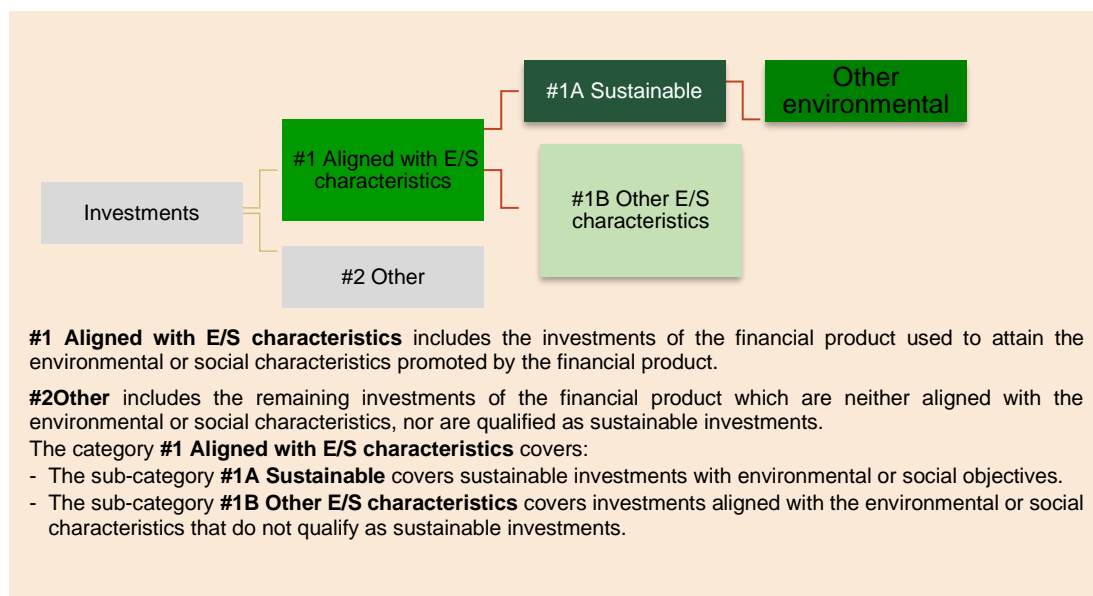 #1A Sustainable
Other
environmental
#1 Aligned with E/S
characteristics
#1B Other E/S
characteristics
Investments
#2 Other
#1 Aligned with E/S characteristics includes the investments of the financial product used to attain the
environmental or social characteristics promoted by the financial product.
#2Other includes the remaining investments of the financial product which are neither aligned with the
environmental or social characteristics, nor are qualified as sustainable investments.
The category #1 Aligned with E/S characteristics covers:
- The sub-category #1A Sustainable covers sustainable investments with environmental or social objectives.
- The sub-category #1B Other E/S characteristics covers investments aligned with the environmental or social
characteristics that do not qualify as sustainable investments.